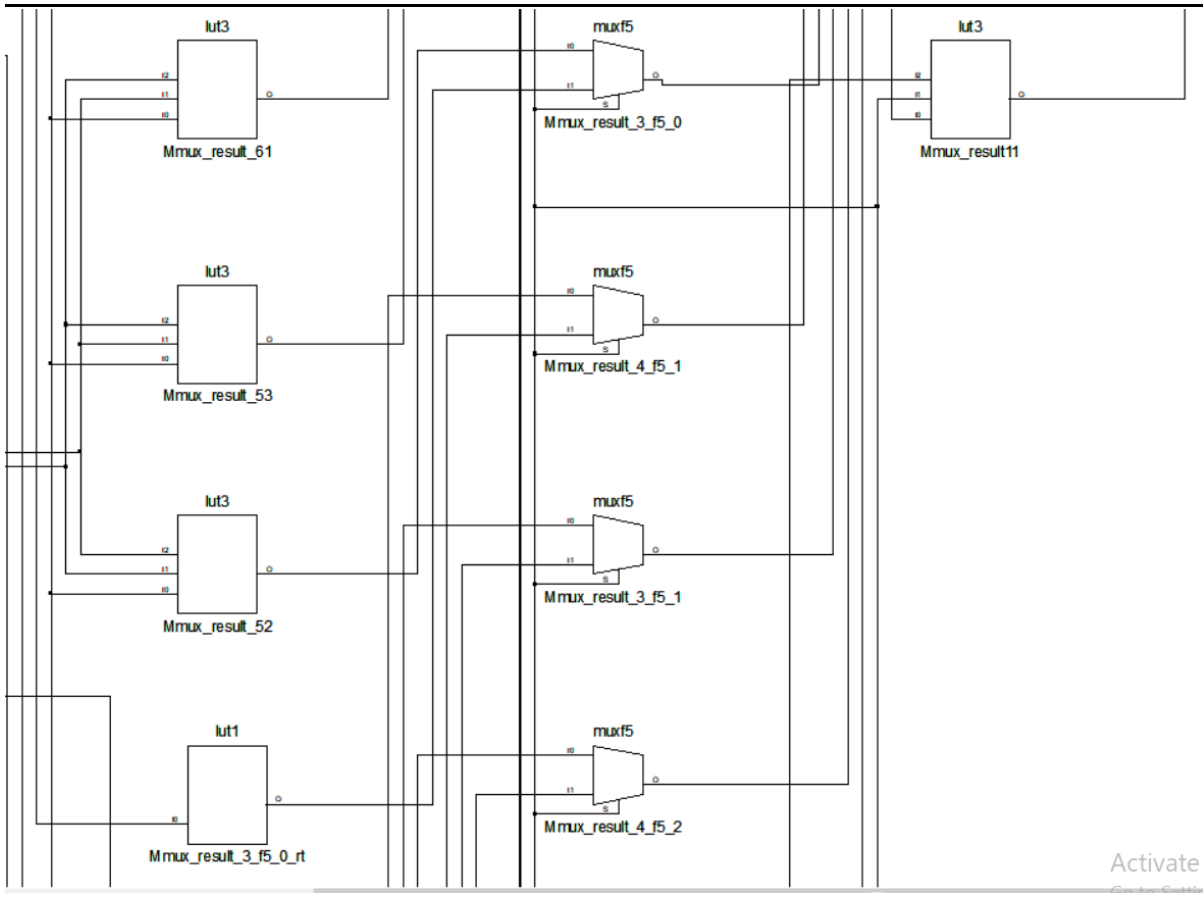 lut3
I2
I1
I0
O
Mmux_result_61
muxf5
I0
I1
S
O
Mmux_result_3_f5_0
lut3
I2
I1
I0
O
Mmux_result11
lut3
I2
I1
I0
O
Mmux_result_53
muxf5
I0
I1
S
O
Mmux_result_4_f5_1
lut3
I2
I1
I0
O
Mmux_result_52
muxf5
I0
I1
S
O
Mmux_result_3_f5_1
lut1
I0
O
Mmux_result_3_f5_0_rt
muxf5
I0
I1
S
O
Mmux_result_4_f5_2
Activate